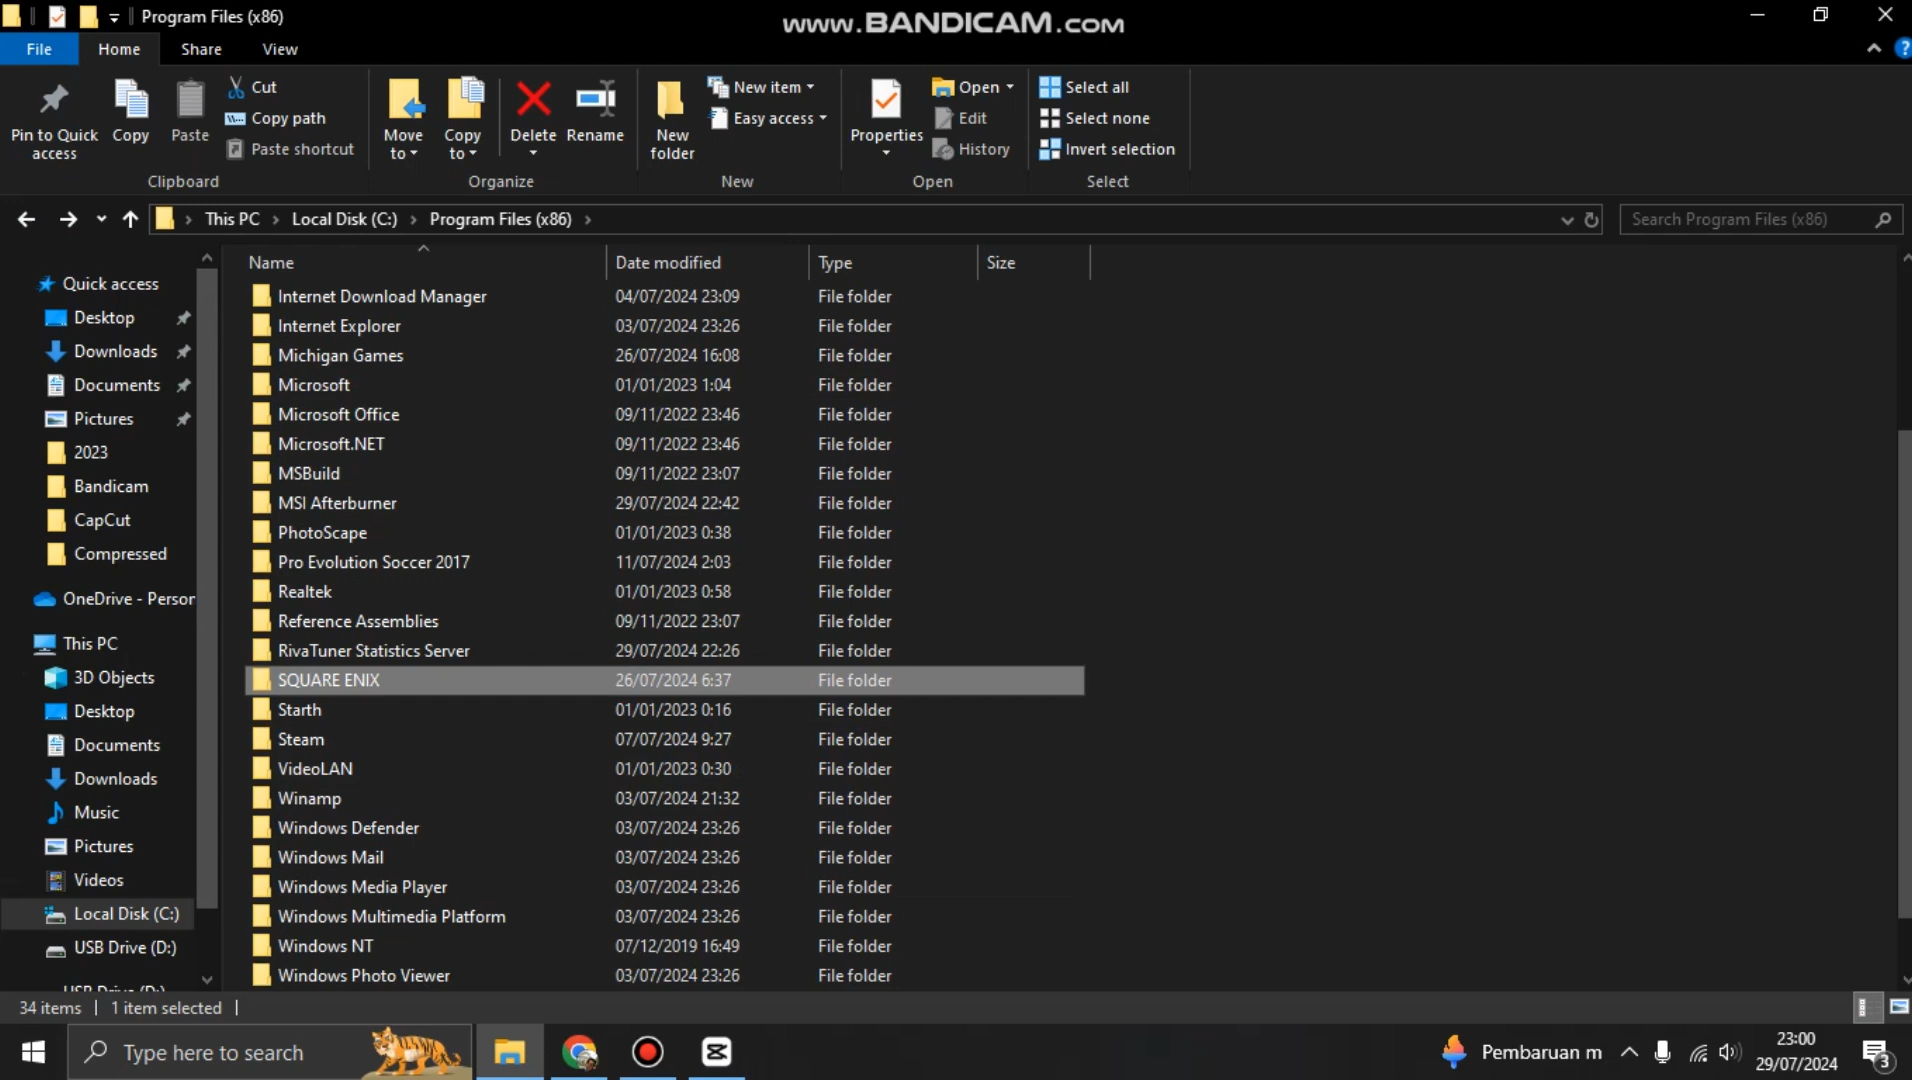 Program Files (x86)
www.BANDICAM.com
File Home Share View
Pin to Quick access
Copy
Paste
Cut
Copy path
Paste shortcut
Clipboard
Move to
Copy to
Delete
Rename
Organize
New folder
New item
Easy access
New
Properties
Open
Edit
History
Open
Select all
Select none
Invert selection
Select
This PC > Local Disk (C:) > Program Files (x86) >
Search Program Files (x86)
Quick access
Desktop
Downloads
Documents
Pictures
2023
Bandicam
CapCut
Compressed
OneDrive - Person
This PC
3D Objects
Desktop
Documents
Downloads
Music
Pictures
Videos
Local Disk (C:)
USB Drive (D:)
USB Drive (D:)
Name Date modified Type Size
Internet Download Manager 04/07/2024 23:09 File folder
Internet Explorer 03/07/2024 23:26 File folder
Michigan Games 26/07/2024 16:08 File folder
Microsoft 01/01/2023 1:04 File folder
Microsoft Office 09/11/2022 23:46 File folder
Microsoft.NET 09/11/2022 23:46 File folder
MSBuild 09/11/2022 23:07 File folder
MSI Afterburner 29/07/2024 22:42 File folder
PhotoScape 01/01/2023 0:38 File folder
Pro Evolution Soccer 2017 11/07/2024 2:03 File folder
Realtek 01/01/2023 0:58 File folder
Reference Assemblies 09/11/2022 23:07 File folder
RivaTuner Statistics Server 29/07/2024 22:26 File folder
SQUARE ENIX 26/07/2024 6:37 File folder
Starth 01/01/2023 0:16 File folder
Steam 07/07/2024 9:27 File folder
VideoLAN 01/01/2023 0:30 File folder
Winamp 03/07/2024 21:32 File folder
Windows Defender 03/07/2024 23:26 File folder
Windows Mail 03/07/2024 23:26 File folder
Windows Media Player 03/07/2024 23:26 File folder
Windows Multimedia Platform 03/07/2024 23:26 File folder
Windows NT 07/12/2019 16:49 File folder
Windows Photo Viewer 03/07/2024 23:26 File folder
34 items 1 item selected
Type here to search
Pembaruan m
23:00
29/07/2024
3